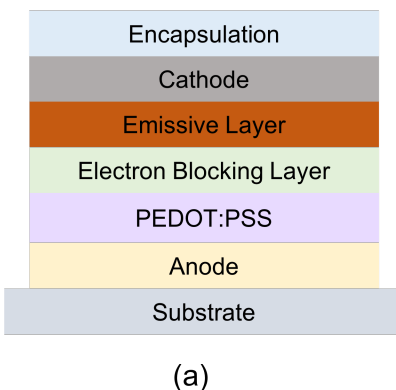 Encapsulation
Cathode
Emissive Layer
Electron Blocking Layer
PEDOT:PSS
Anode
Substrate
(a)